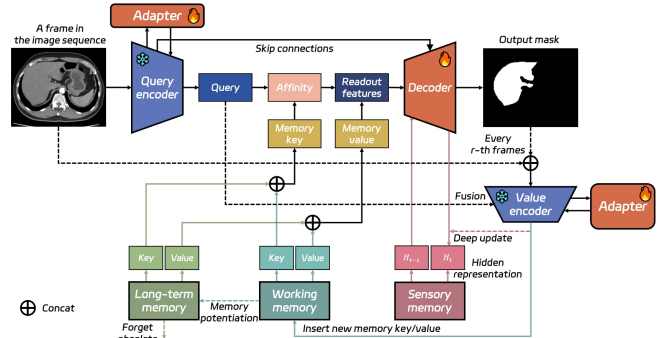 A frame in
the image sequence
Adapter
Skip connections
Output mask
Query
encoder
Query
Affinity
Readout
features
Decoder
Memory
key
Memory
value
Every
r-th frames
Fusion
Value
encoder
Adapter
Deep update
Key
Value
Key
Value
H_{t-1}
H_t
Hidden
representation
Long-term
memory
Memory
potentiation
Working
memory
Sensory
memory
Concat
Forget
Insert new memory key/value